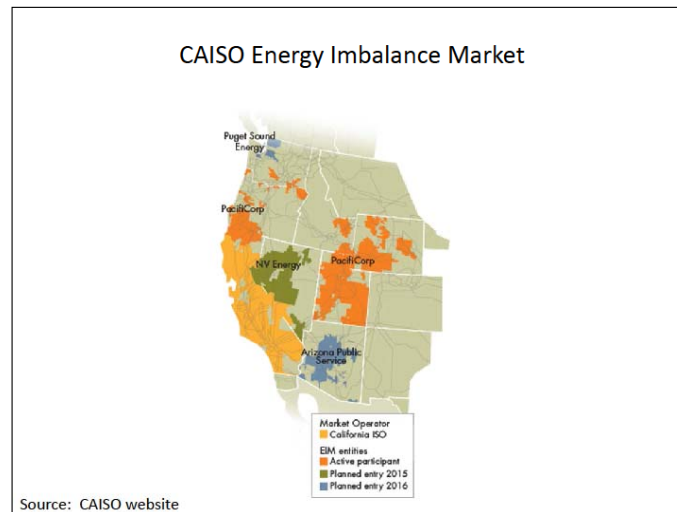 CAISO Energy Imbalance Market
Puget Sound
Energy
PacifiCorp
NV Energy
PacifiCorp
Arizona Public
Service
Market Operator
California ISO
EIM entities
Active participant
Planned entry 2015
Planned entry 2016
Source: CAISO website